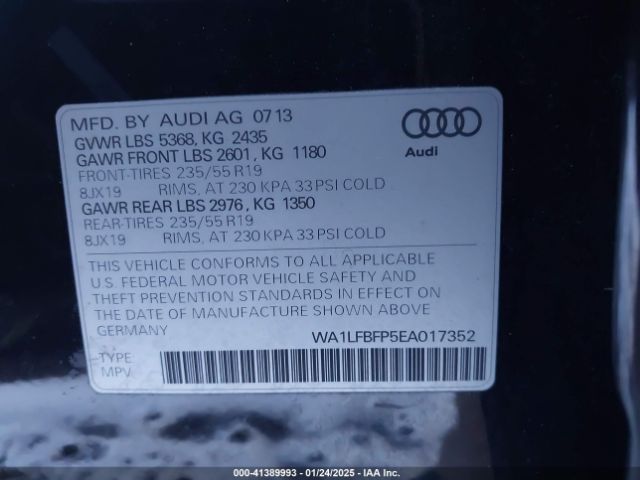 MFD. BY AUDI AG 07 13
GVWR LBS 5368, KG 2435
GAWR FRONT LBS 2601, KG 1180
FRONT-TIRES 235/55 R19
8JX19 RIMS, AT 230 KPA 33 PSI COLD
GAWR REAR LBS 2976, KG 1350
REAR-TIRES 235/55 R19
8JX19 RIMS, AT 230 KPA 33 PSI COLD
Audi
THIS VEHICLE CONFORMS TO ALL APPLICABLE
U.S. FEDERAL MOTOR VEHICLE SAFETY AND
THEFT PREVENTION STANDARDS IN EFFECT ON
THE DATE OF MANUFACTURE SHOWN ABOVE
GERMANY
WA1LFBFP5EA017352
TYPE
MPV
000-41389993 - 01/24/2025 - IAA Inc.